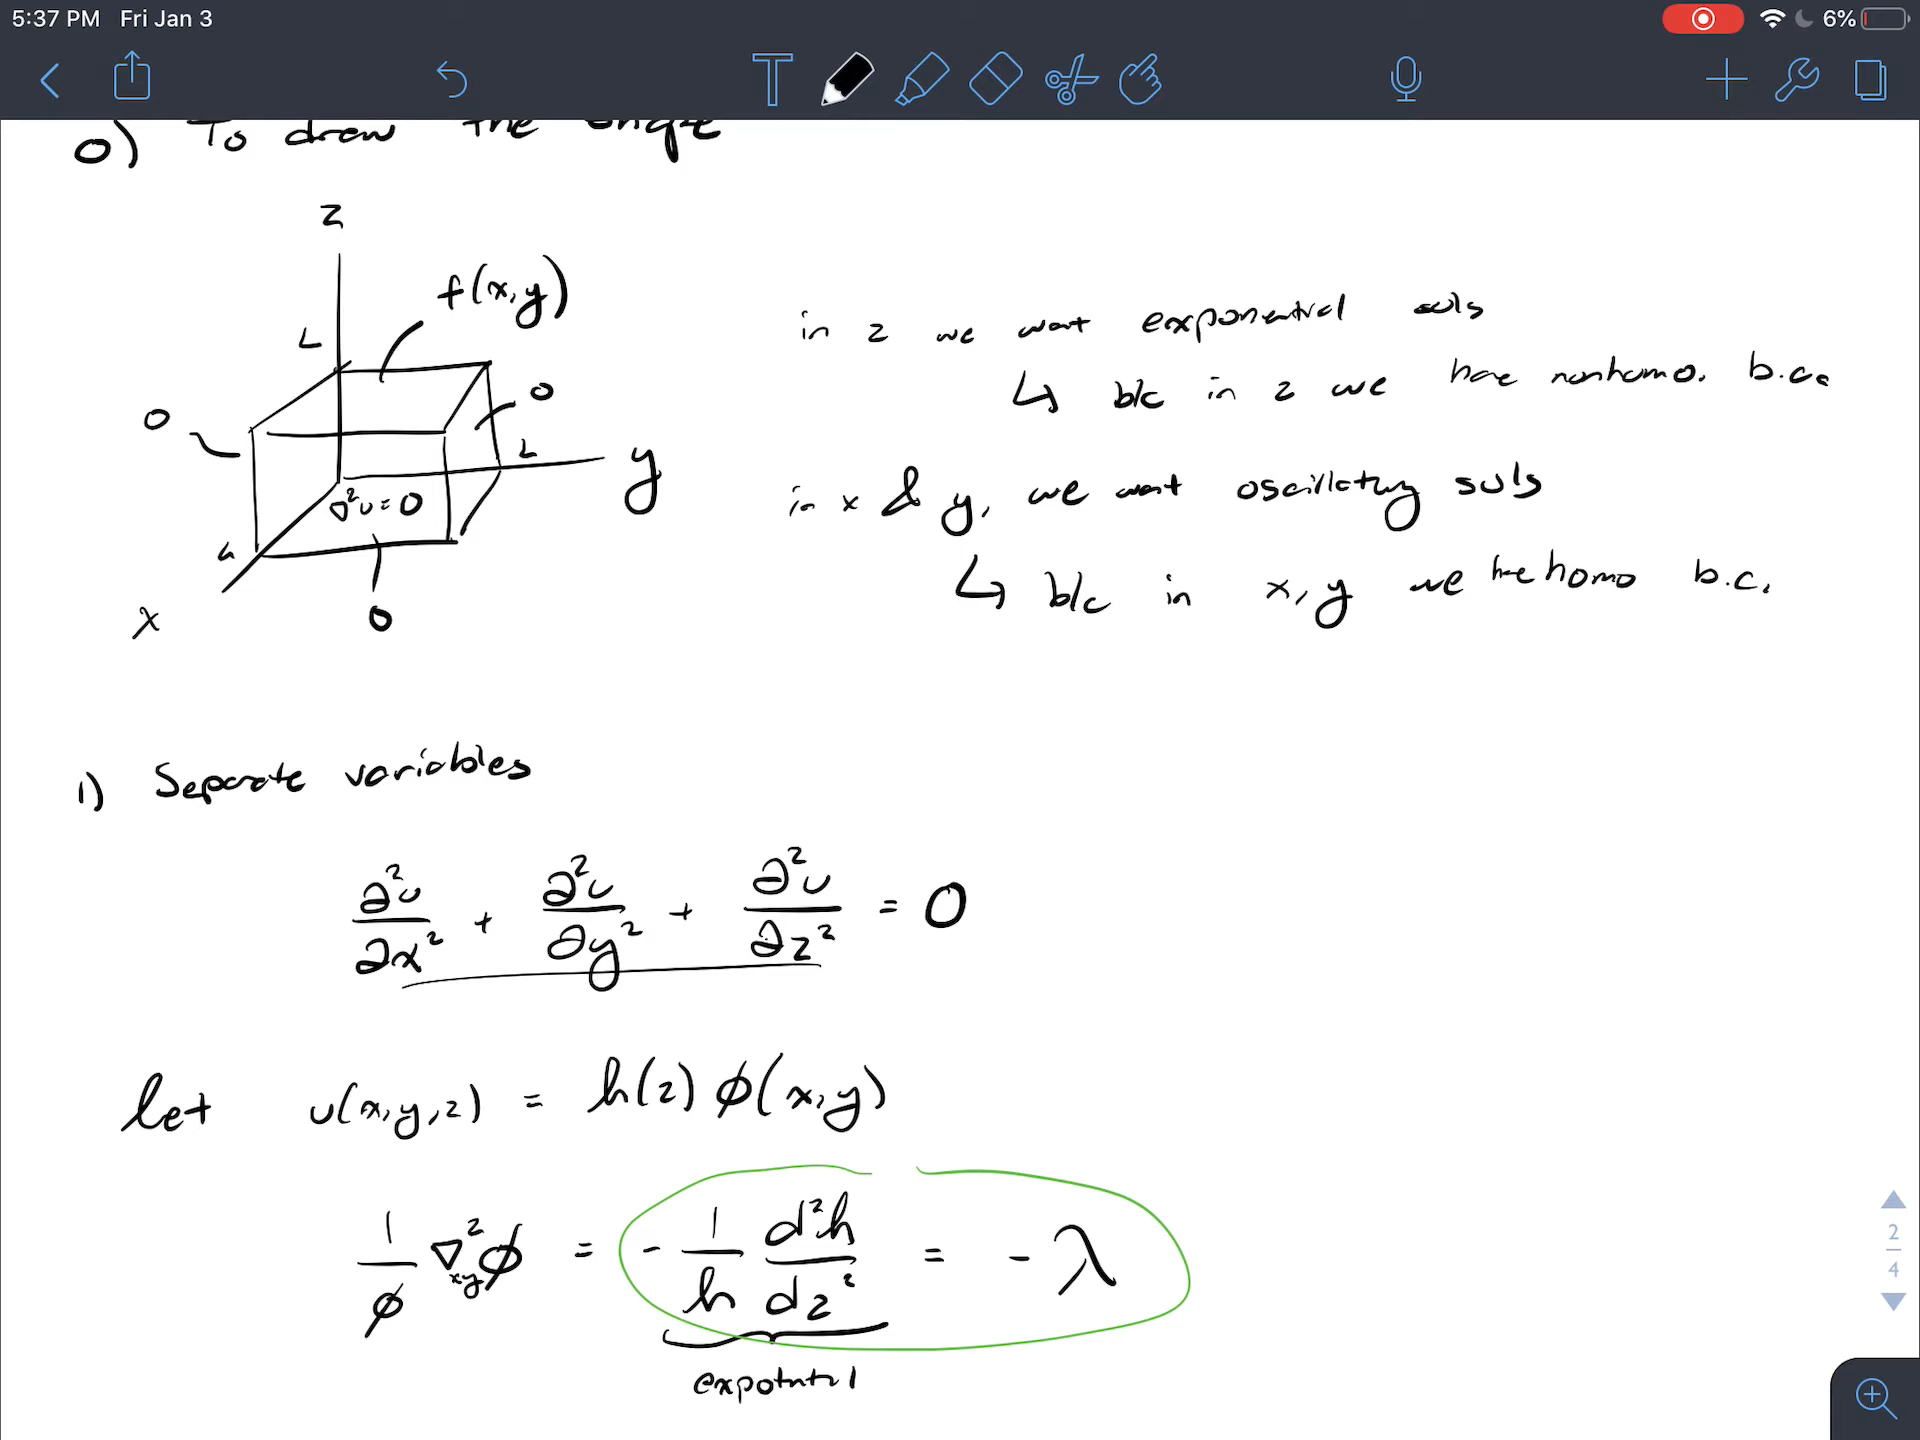 5:37 PM Fri Jan 3
6%
0) To draw the
z
f(x,y)
L
0
0
L
y
∇²u=0
x
0
in z we want exponential sols
↳ b/c in z we have nonhomo. b.c.
in x & y, we want oscillating sols
↳ b/c in x,y we have homo b.c.
1) Separate variables
∂²u/∂x² + ∂²u/∂y² + ∂²u/∂z² = 0
let u(x,y,z) = h(z) ϕ(x,y)
1/ϕ ∇²xy ϕ = - 1/h d²h/dz² = - λ
2
4